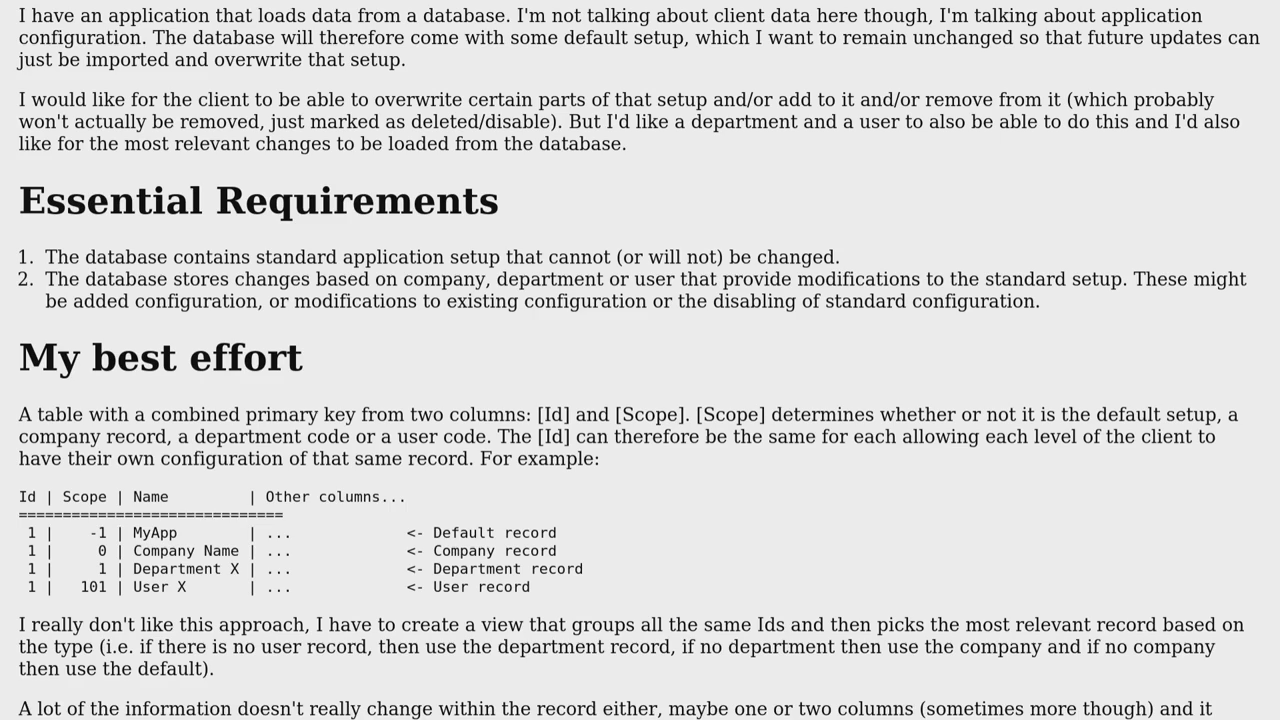 I have an application that loads data from a database. I'm not talking about client data here though, I'm talking about application
configuration. The database will therefore come with some default setup, which I want to remain unchanged so that future updates can
just be imported and overwrite that setup.
I would like for the client to be able to overwrite certain parts of that setup and/or add to it and/or remove from it (which probably
won't actually be removed, just marked as deleted/disable). But I'd like a department and a user to also be able to do this and I'd also
like for the most relevant changes to be loaded from the database.
Essential Requirements
1. The database contains standard application setup that cannot (or will not) be changed.
2. The database stores changes based on company, department or user that provide modifications to the standard setup. These might
be added configuration, or modifications to existing configuration or the disabling of standard configuration.
My best effort
A table with a combined primary key from two columns: [Id] and [Scope]. [Scope] determines whether or not it is the default setup, a
company record, a department code or a user code. The [Id] can therefore be the same for each allowing each level of the client to
have their own configuration of that same record. For example:
Id | Scope | Name         | Other columns...
==============================
 1 |    -1 | MyApp        | ...             <- Default record
 1 |     0 | Company Name | ...             <- Company record
 1 |     1 | Department X | ...             <- Department record
 1 |   101 | User X       | ...             <- User record
I really don't like this approach, I have to create a view that groups all the same Ids and then picks the most relevant record based on
the type (i.e. if there is no user record, then use the department record, if no department then use the company and if no company
then use the default).
A lot of the information doesn't really change within the record either, maybe one or two columns (sometimes more though) and it